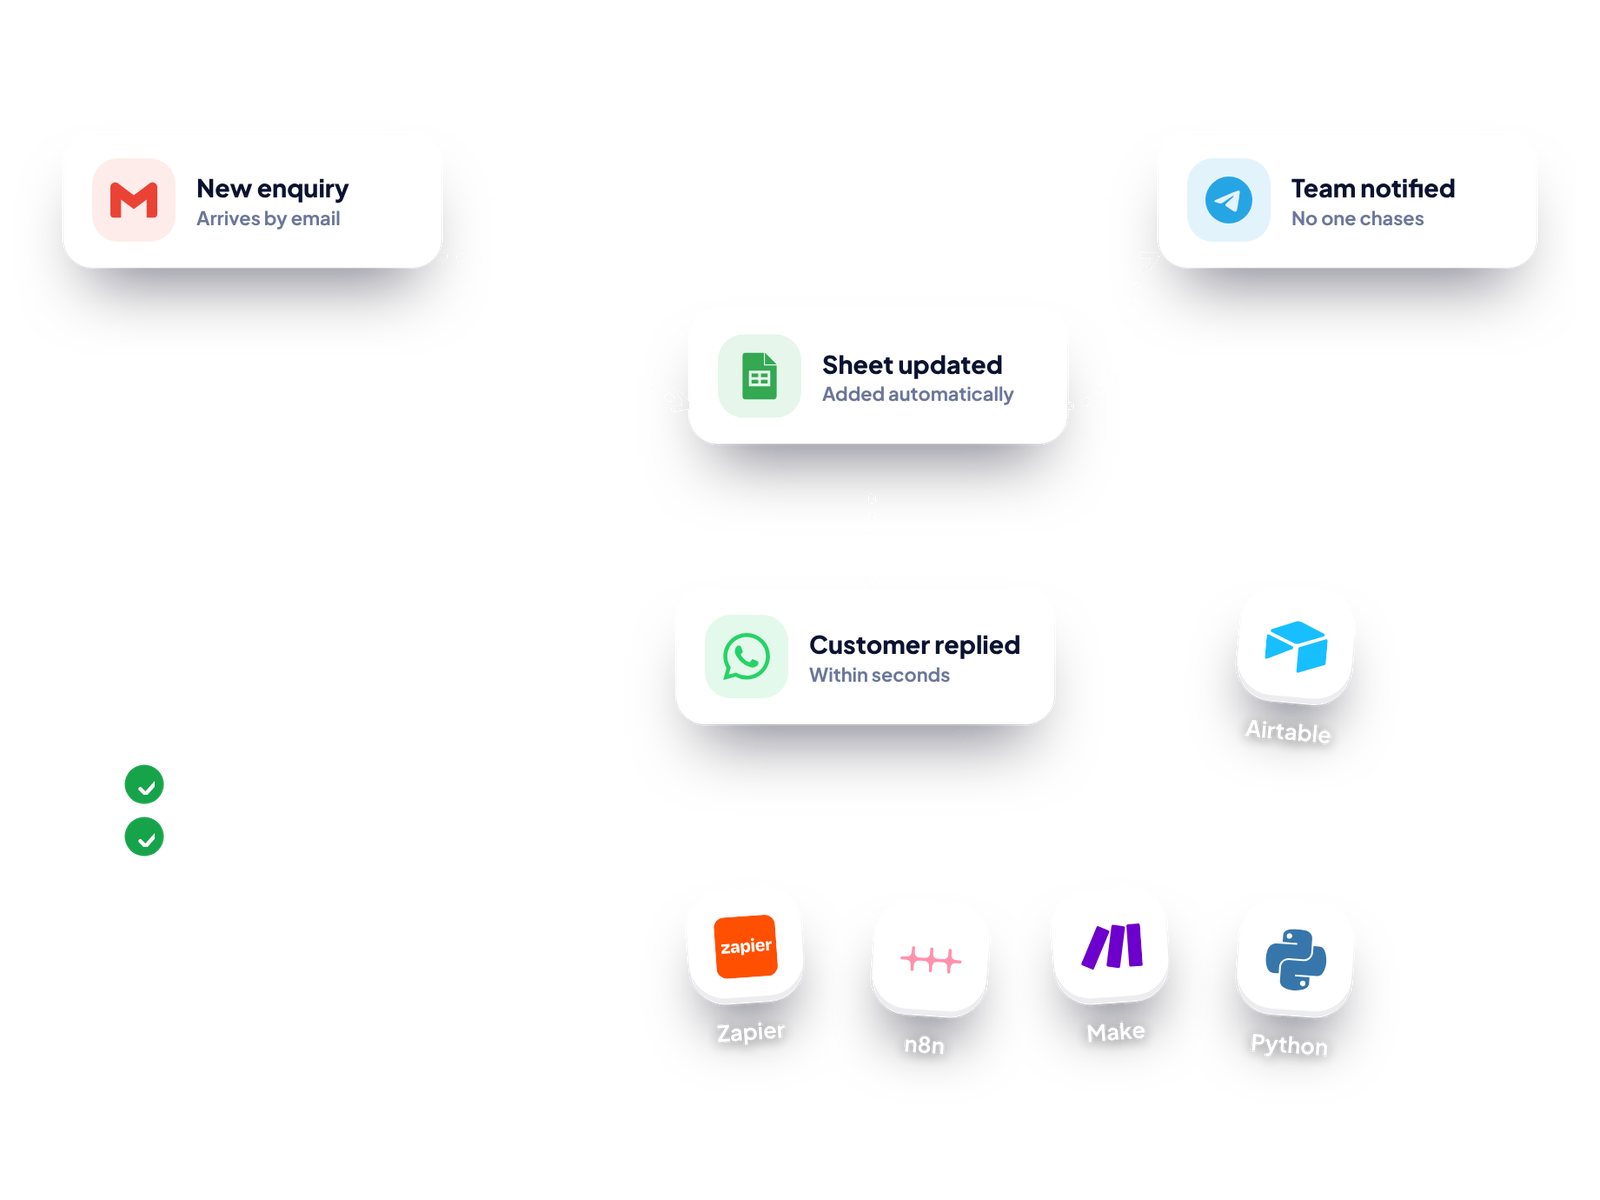 New enquiry
Arrives by email
Team notified
No one chases
Sheet updated
Added automatically
Customer replied
Within seconds
Airtable
zapier
Zapier
n8n
Make
Python